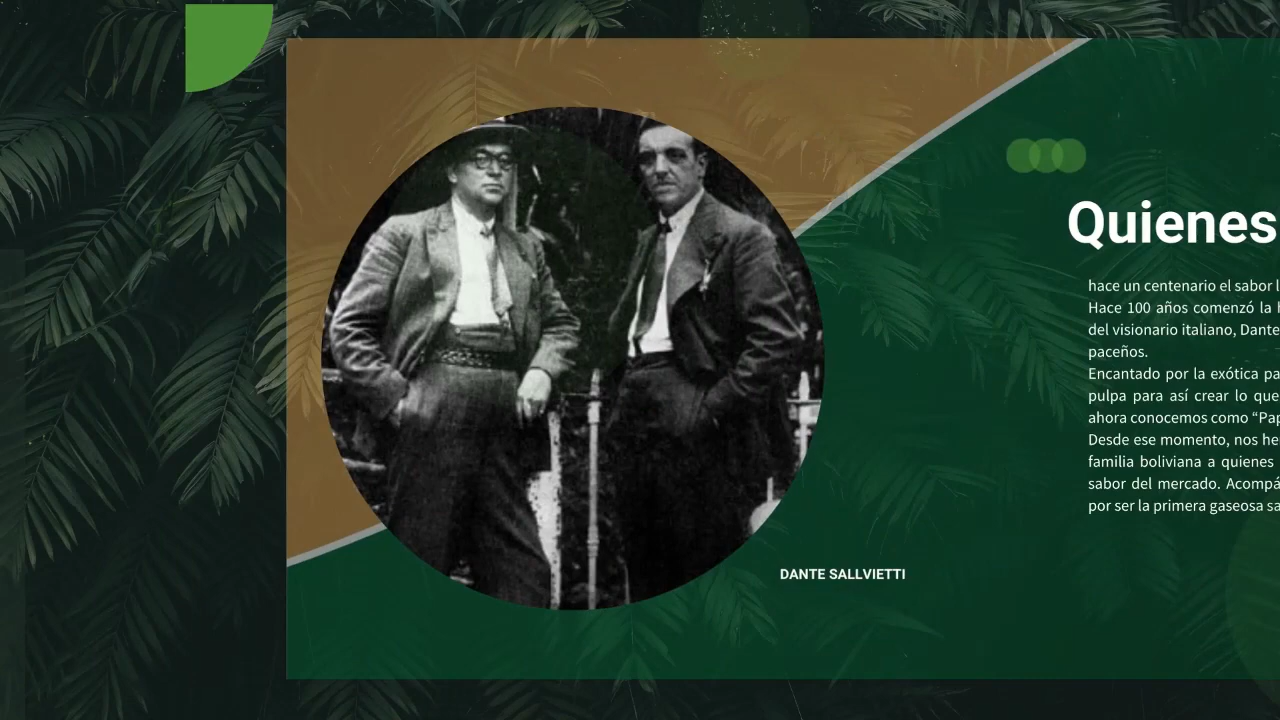 Quienes
hace un centenario el sabor
Hace 100 años comenzó la
del visionario italiano, Dante
paceños.
Encantado por la exótica
pulpa para así crear lo que
ahora conocemos como
Desde ese momento, nos
familia boliviana a quienes
sabor del mercado.
por ser la primera gaseosa
DANTE SALLVIETTI